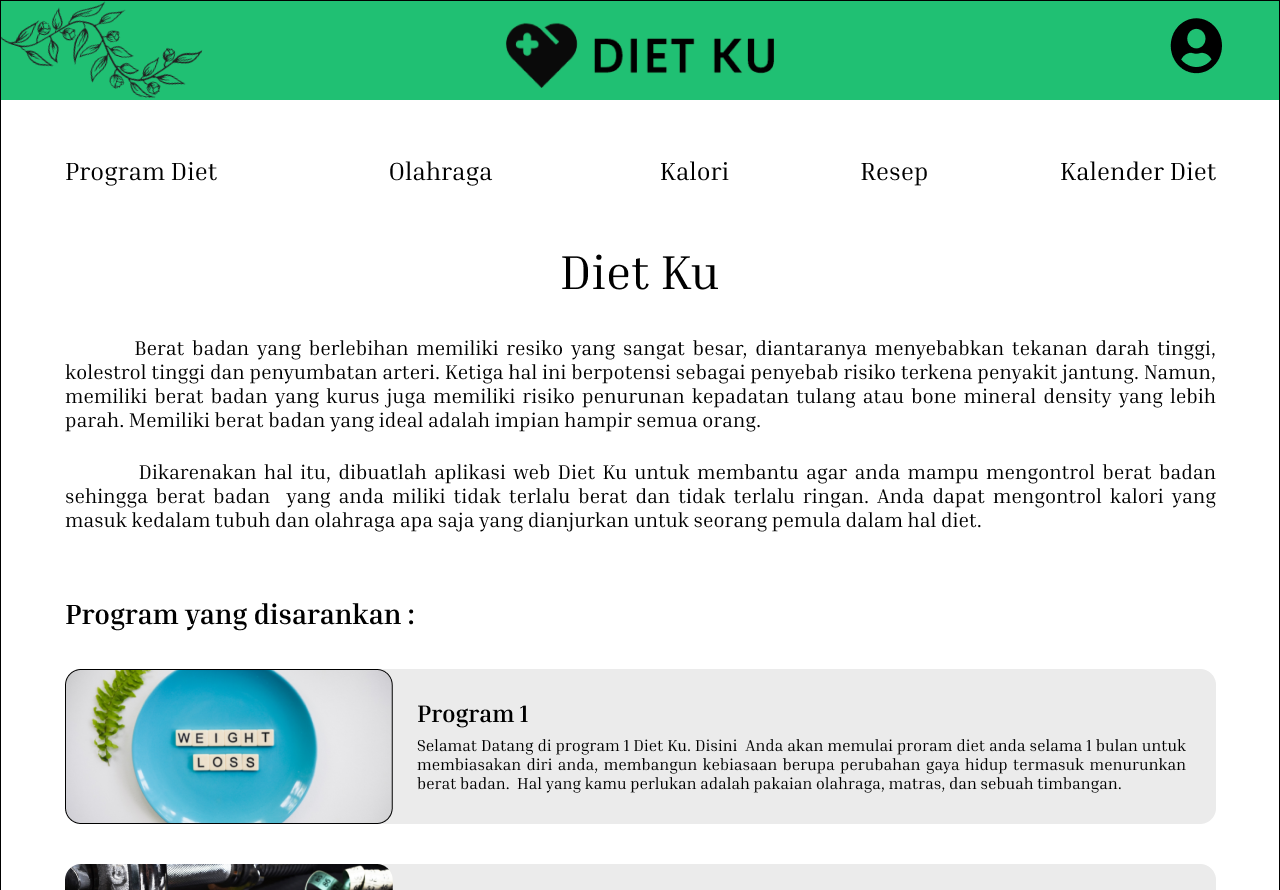 DIET KU
Program Diet
Olahraga
Kalori
Resep
Kalender Diet
Diet Ku
Berat badan yang berlebihan memiliki resiko yang sangat besar, diantaranya menyebabkan tekanan darah tinggi,
kolestrol tinggi dan penyumbatan arteri. Ketiga hal ini berpotensi sebagai penyebab risiko terkena penyakit jantung. Namun,
memiliki berat badan yang kurus juga memiliki risiko penurunan kepadatan tulang atau bone mineral density yang lebih
parah. Memiliki berat badan yang ideal adalah impian hampir semua orang.
Dikarenakan hal itu, dibuatlah aplikasi web Diet Ku untuk membantu agar anda mampu mengontrol berat badan
sehingga berat badan  yang anda miliki tidak terlalu berat dan tidak terlalu ringan. Anda dapat mengontrol kalori yang
masuk kedalam tubuh dan olahraga apa saja yang dianjurkan untuk seorang pemula dalam hal diet.
Program yang disarankan :
WEIGHT
LOSS
Program 1
Selamat Datang di program 1 Diet Ku. Disini  Anda akan memulai proram diet anda selama 1 bulan untuk
membiasakan diri anda, membangun kebiasaan berupa perubahan gaya hidup termasuk menurunkan
berat badan.  Hal yang kamu perlukan adalah pakaian olahraga, matras, dan sebuah timbangan.